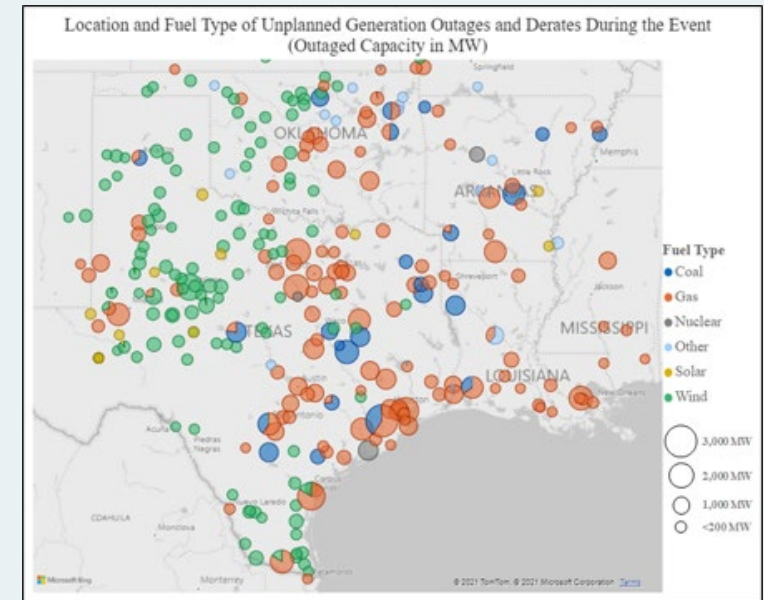 Location and Fuel Type of Unplanned Generation Outages and Derates During the Event
(Outaged Capacity in MW)
Springfield
OKLAHOMA
Memphis
Little Rock
ARKANSAS
Wichita Falls
Fuel Type
Coal
Shreveport
Jackson
Gas
Nuclear
TEXAS
MISSISSIPPI
Other
Solar
LOUISIANA
Wind
Austin
New Orleans
Acuña
Piedras
Negras
3,000 MW
2,000 MW
Corpus
Nuevo Laredo
1,000 MW
COAHUILA
Monclova
<200 MW
Matamoros
Microsoft Bing
Monterrey
© 2021 TomTom, © 2021 Microsoft Corporation Terms